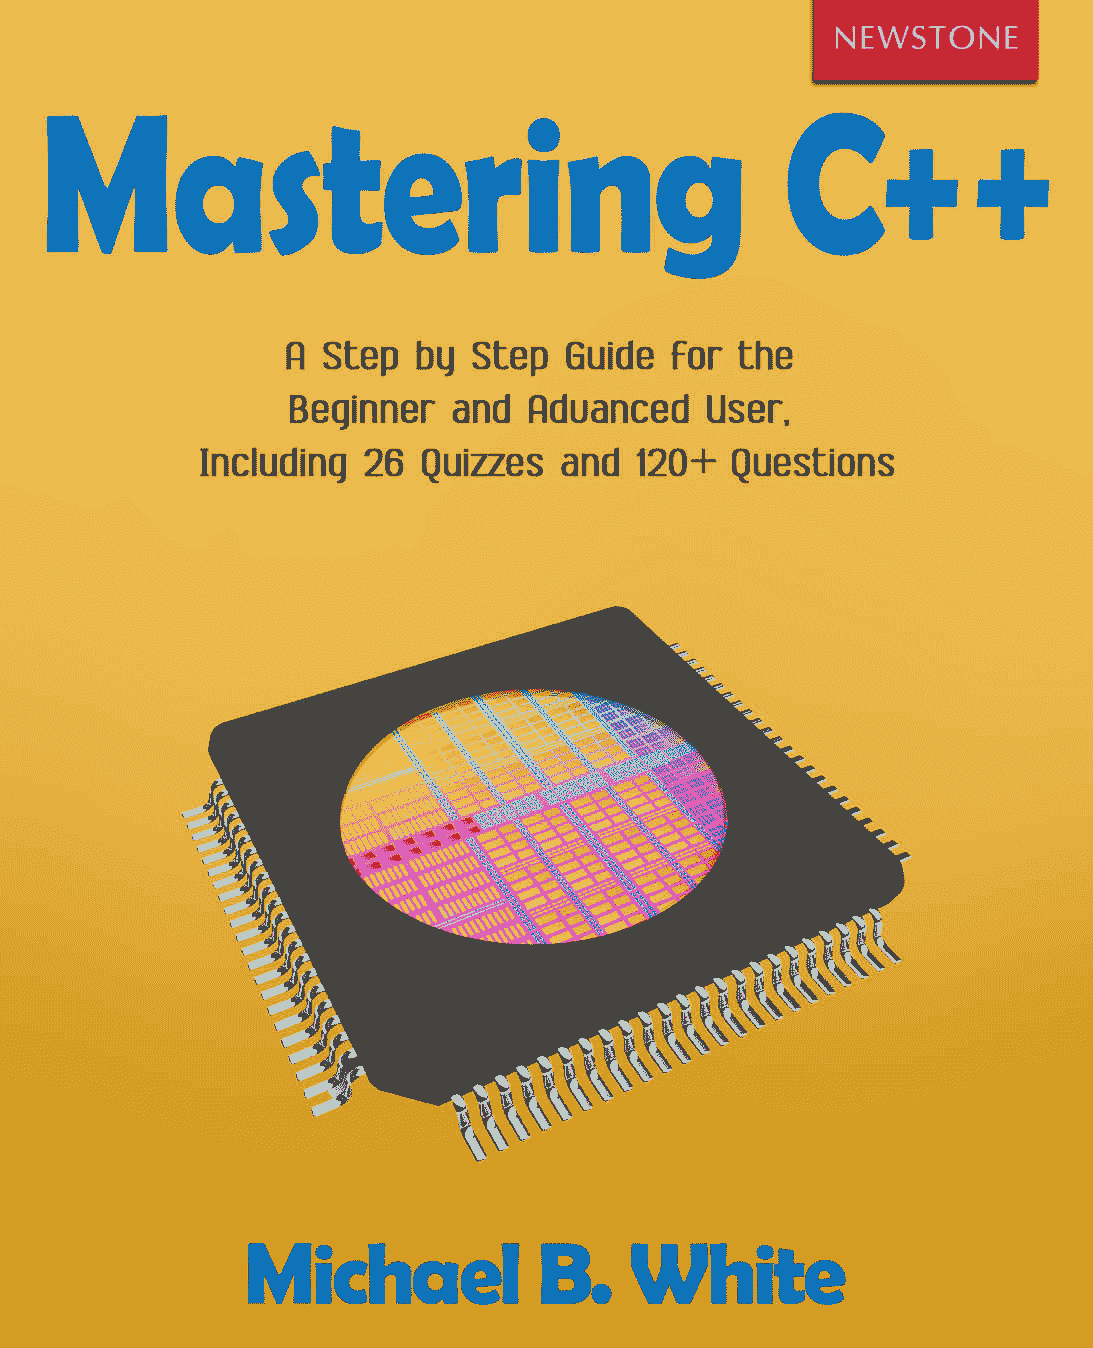 NEWSTONE
Mastering C++
A Step by Step Guide for the
Beginner and Advanced User,
Including 26 Quizzes and 120+ Questions
Michael B. White